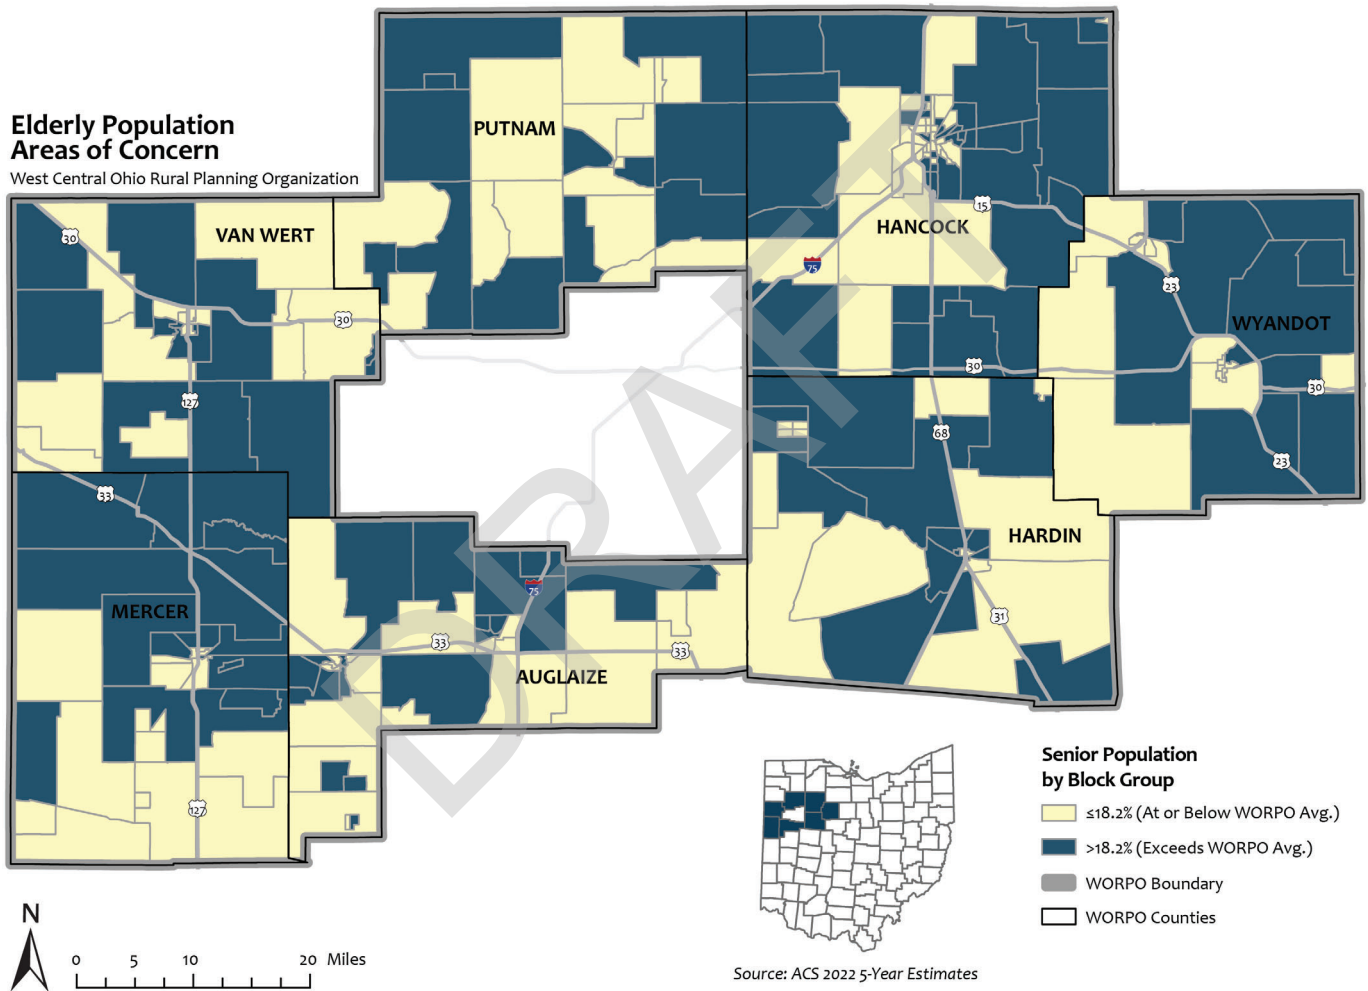 Elderly Population
Areas of Concern
West Central Ohio Rural Planning Organization
PUTNAM
VAN WERT
HANCOCK
WYANDOT
HARDIN
MERCER
AUGLAIZE
30
30
127
33
127
33
75
33
75
15
23
30
68
30
23
31
DRAFT
Senior Population
by Block Group
≤18.2% (At or Below WORPO Avg.)
>18.2% (Exceeds WORPO Avg.)
WORPO Boundary
WORPO Counties
N
0 5 10 20 Miles
Source: ACS 2022 5-Year Estimates